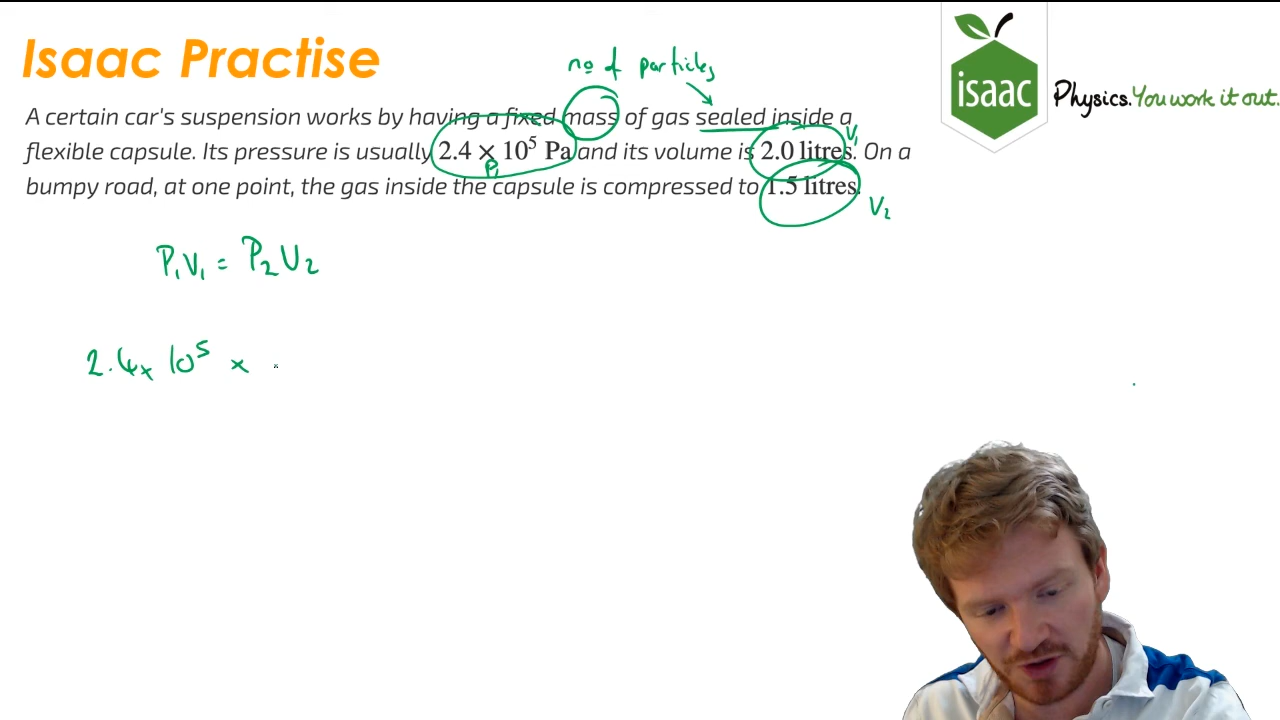 Isaac Practise
no of particles
isaac
Physics. You work it out.
A certain car's suspension works by having a fixed mass of gas sealed inside a
flexible capsule. Its pressure is usually 2.4 × 10⁵ Pa and its volume is 2.0 litres. On a
bumpy road, at one point, the gas inside the capsule is compressed to 1.5 litres.
P₁
V₁
V₂
P₁V₁ = P₂V₂
2.4 × 10⁵ ×